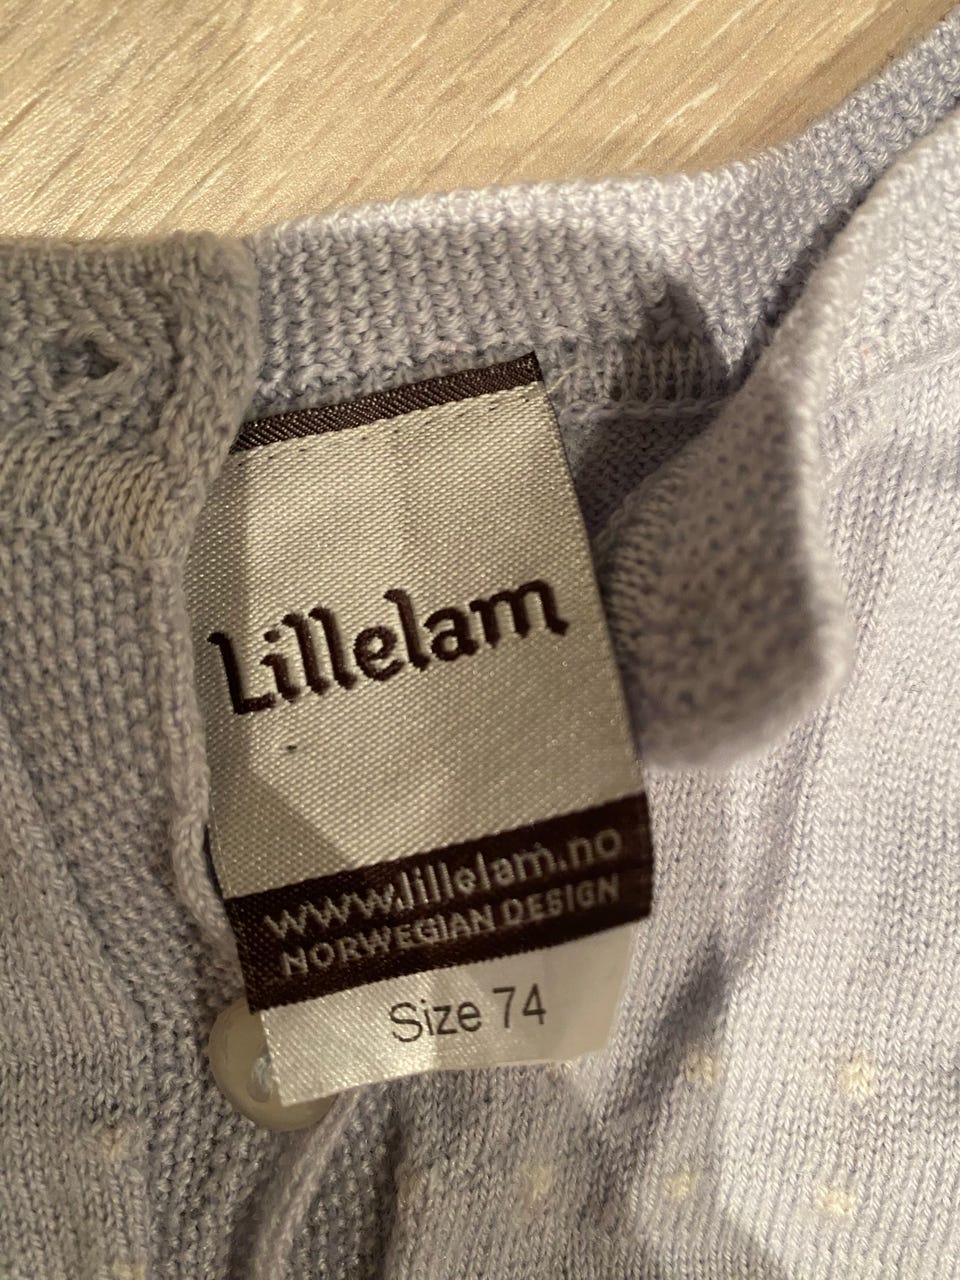 Lillelam
www.lillelam.no
NORWEGIAN DESIGN
Size 74